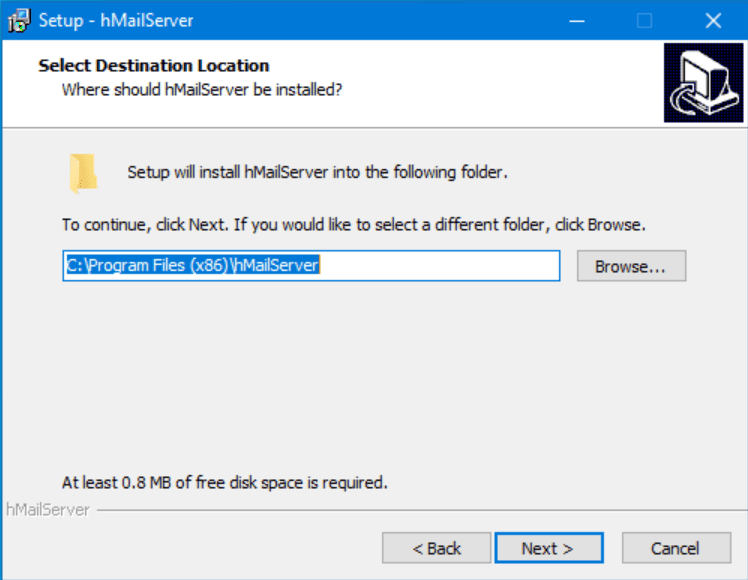 Setup - hMailServer
Select Destination Location
Where should hMailServer be installed?
Setup will install hMailServer into the following folder.
To continue, click Next. If you would like to select a different folder, click Browse.
C:\Program Files (x86)\hMailServer
Browse...
At least 0.8 MB of free disk space is required.
hMailServer
< Back
Next >
Cancel